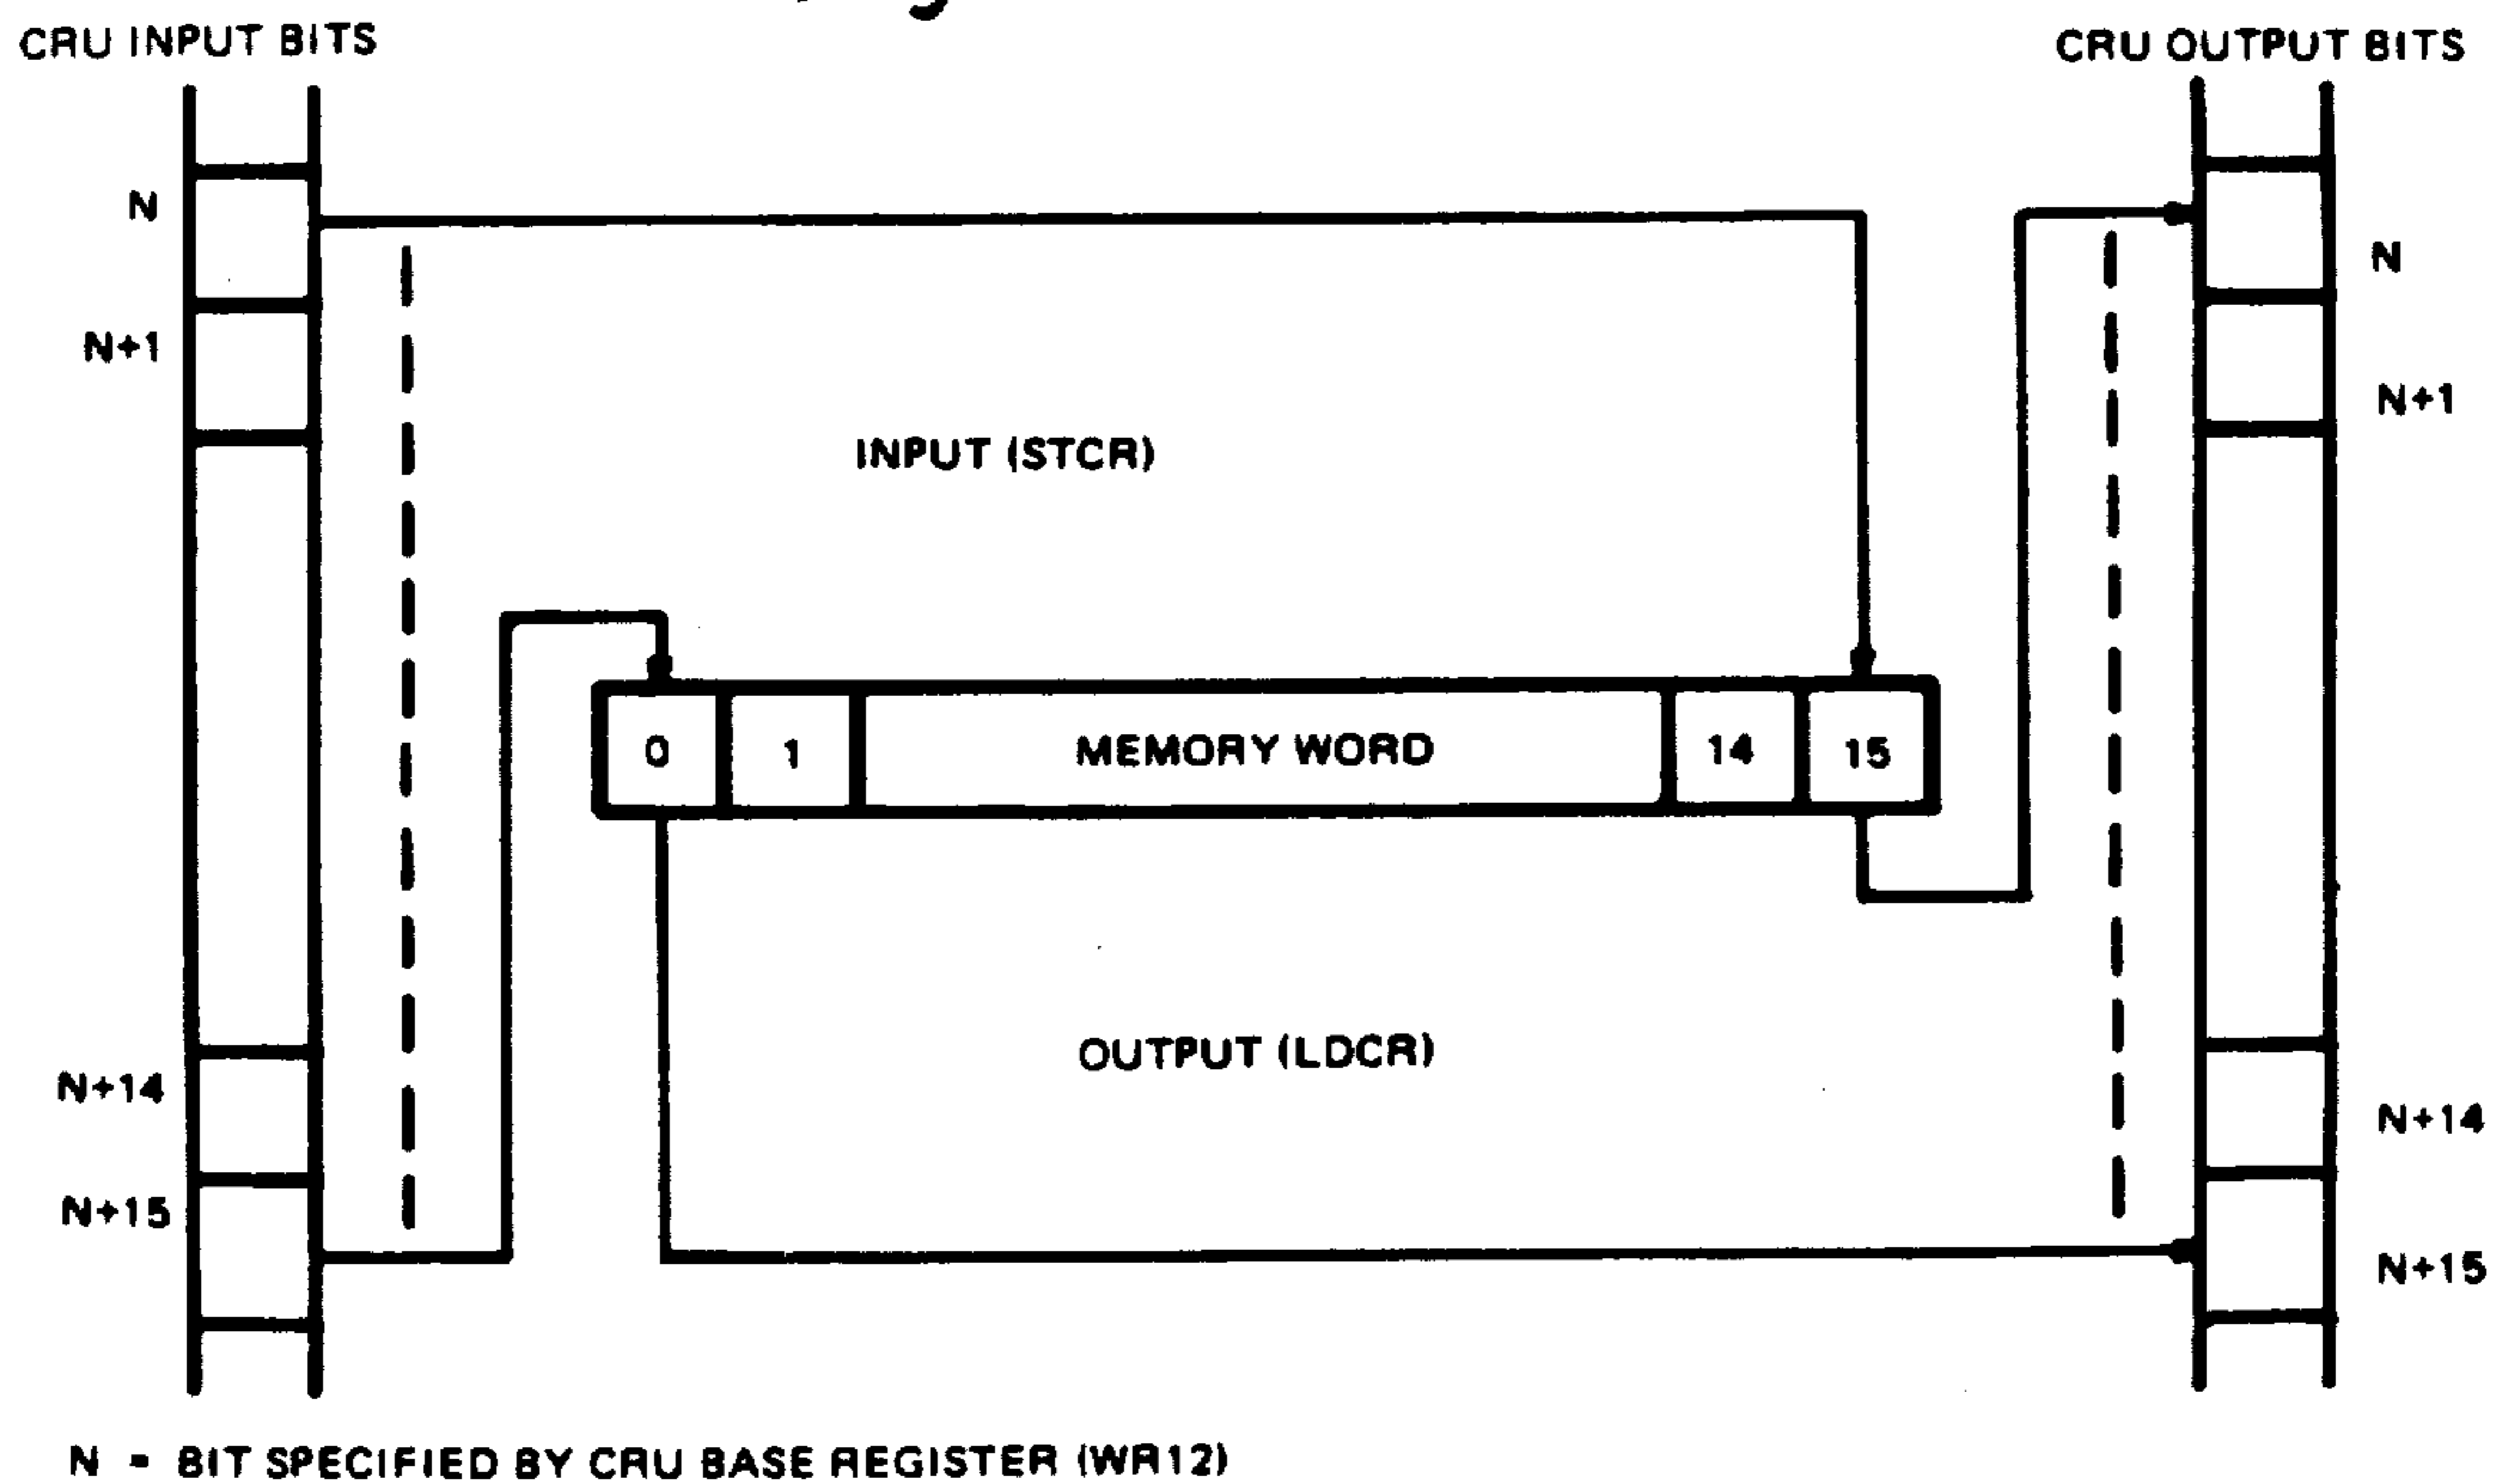 CRU INPUT BITS
CRU OUTPUT BITS
N
N
N+1
N+1
INPUT (STCR)
0 1 MEMORY WORD 14 15
OUTPUT (LDCR)
N+14
N+14
N+15
N+15
N = BIT SPECIFIED BY CRU BASE REGISTER (WR12)